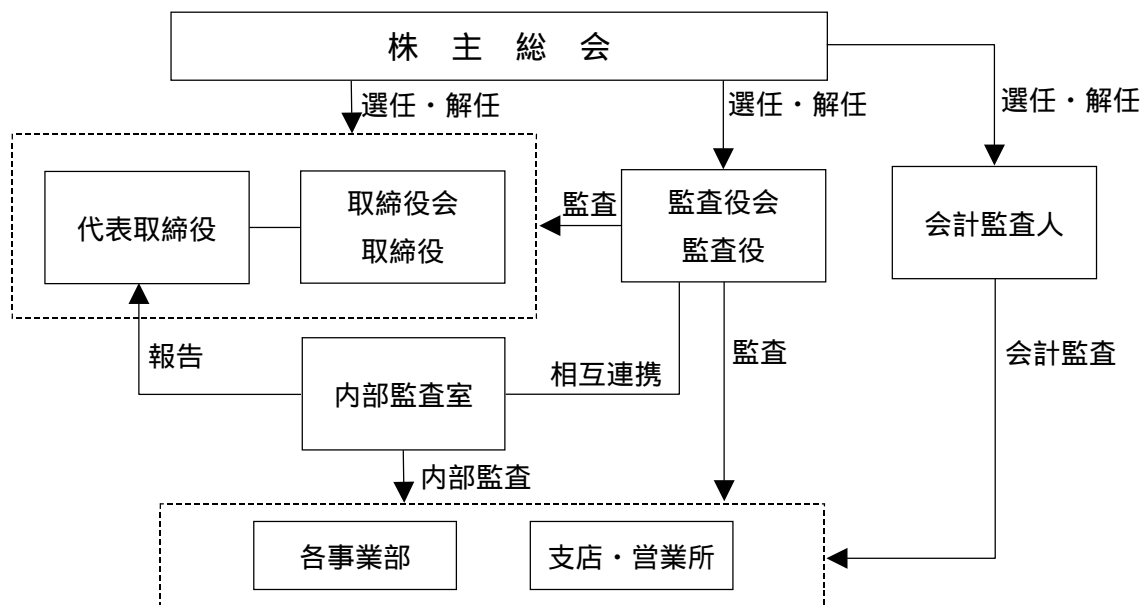 株主総会
選任・解任
選任・解任
選任・解任
代表取締役
取締役会
取締役
監査
監査役会
監査役
会計監査人
報告
内部監査室
相互連携
監査
会計監査
内部監査
各事業部
支店・営業所